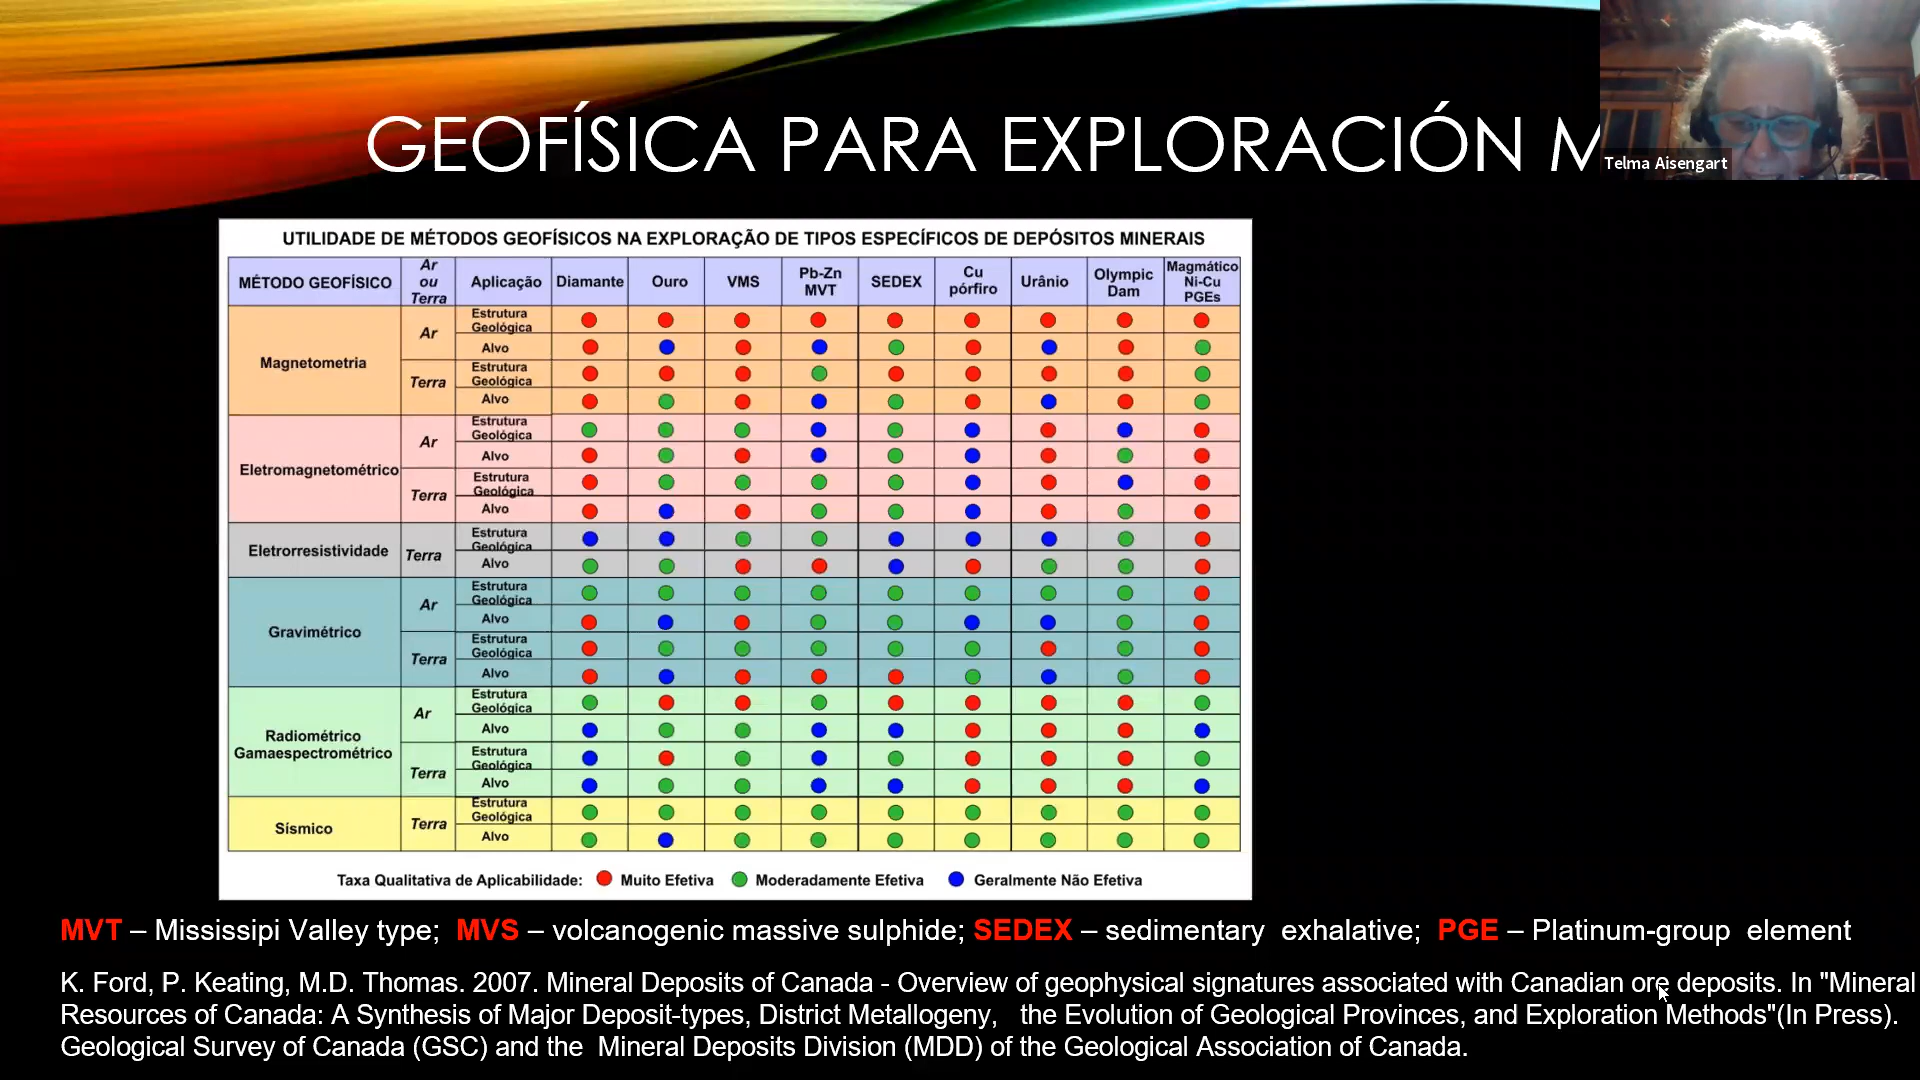 GEOFÍSICA PARA EXPLORACIÓN M
Telma Aisengart
UTILIDADE DE MÉTODOS GEOFÍSICOS NA EXPLORAÇÃO DE TIPOS ESPECÍFICOS DE DEPÓSITOS MINERAIS
MÉTODO GEOFÍSICO
Ar
ou
Terra
Aplicação
Diamante
Ouro
VMS
Pb-Zn
MVT
SEDEX
Cu
pórfiro
Urânio
Olympic
Dam
Magmático
Ni-Cu
PGEs
Magnetometria
Ar
Estrutura
Geológica
Alvo
Terra
Estrutura
Geológica
Alvo
Eletromagnetométrico
Ar
Estrutura
Geológica
Alvo
Terra
Estrutura
Geológica
Alvo
Eletrorresistividade
Terra
Estrutura
Geológica
Alvo
Gravimétrico
Ar
Estrutura
Geológica
Alvo
Terra
Estrutura
Geológica
Alvo
Radiométrico
Gamaespectrométrico
Ar
Estrutura
Geológica
Alvo
Terra
Estrutura
Geológica
Alvo
Sísmico
Terra
Estrutura
Geológica
Alvo
Taxa Qualitativa de Aplicabilidade: Muito Efetiva Moderadamente Efetiva Geralmente Não Efetiva
MVT – Mississipi Valley type; MVS – volcanogenic massive sulphide; SEDEX – sedimentary exhalative; PGE – Platinum-group element
K. Ford, P. Keating, M.D. Thomas. 2007. Mineral Deposits of Canada - Overview of geophysical signatures associated with Canadian ore deposits. In "Mineral
Resources of Canada: A Synthesis of Major Deposit-types, District Metallogeny, the Evolution of Geological Provinces, and Exploration Methods"(In Press).
Geological Survey of Canada (GSC) and the Mineral Deposits Division (MDD) of the Geological Association of Canada.